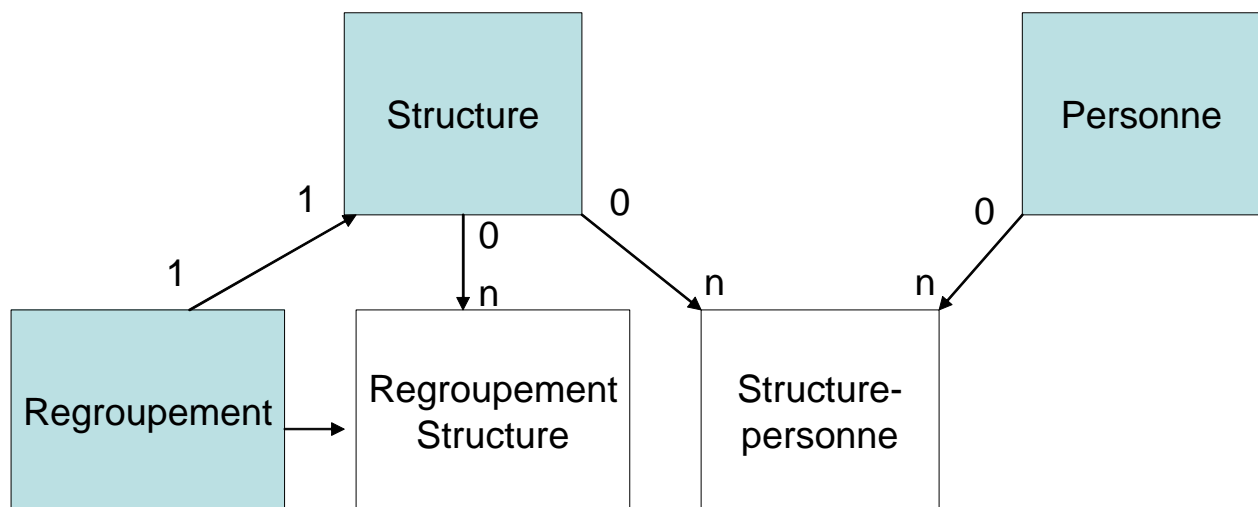 Structure
Personne
1
0
0
0
1
n
n
n
Regroupement
Regroupement
Structure
Structure-
personne